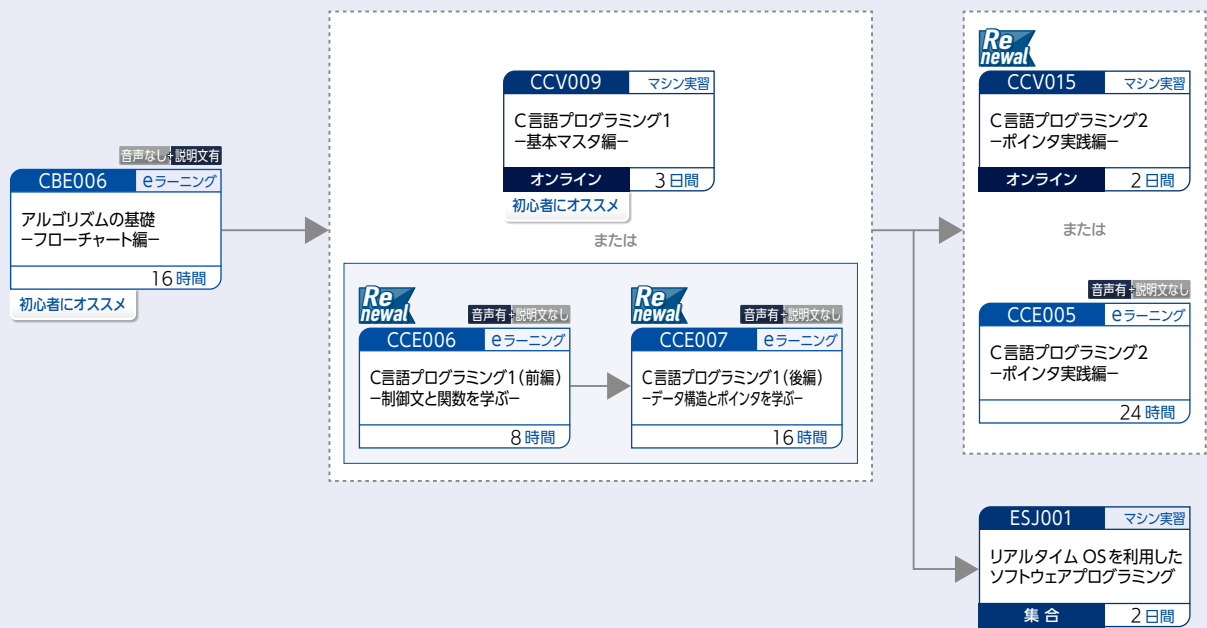 音声なし+説明文有
CBE006 eラーニング
アルゴリズムの基礎
−フローチャート編−
16時間
初心者にオススメ
CCV009 マシン実習
C言語プログラミング1
−基本マスタ編−
オンライン 3日間
初心者にオススメ
または
Re
newal
音声有+説明文なし
CCE006 eラーニング
C言語プログラミング1(前編)
−制御文と関数を学ぶ−
8時間
Re
newal
音声有+説明文なし
CCE007 eラーニング
C言語プログラミング1(後編)
−データ構造とポインタを学ぶ−
16時間
Re
newal
CCV015 マシン実習
C言語プログラミング2
−ポインタ実践編−
オンライン 2日間
または
音声有+説明文なし
CCE005 eラーニング
C言語プログラミング2
−ポインタ実践編−
24時間
ESJ001 マシン実習
リアルタイム OSを利用した
ソフトウェアプログラミング
集合 2日間